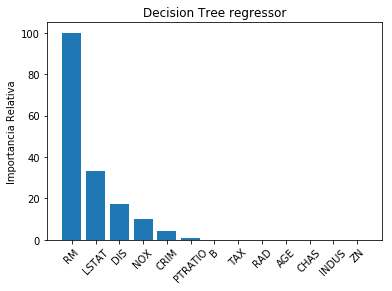 Decision Tree regressor
Importancia Relativa
100
80
60
40
20
0
RM
LSTAT
DIS
NOX
CRIM
PTRATIO
B
TAX
RAD
AGE
CHAS
INDUS
ZN